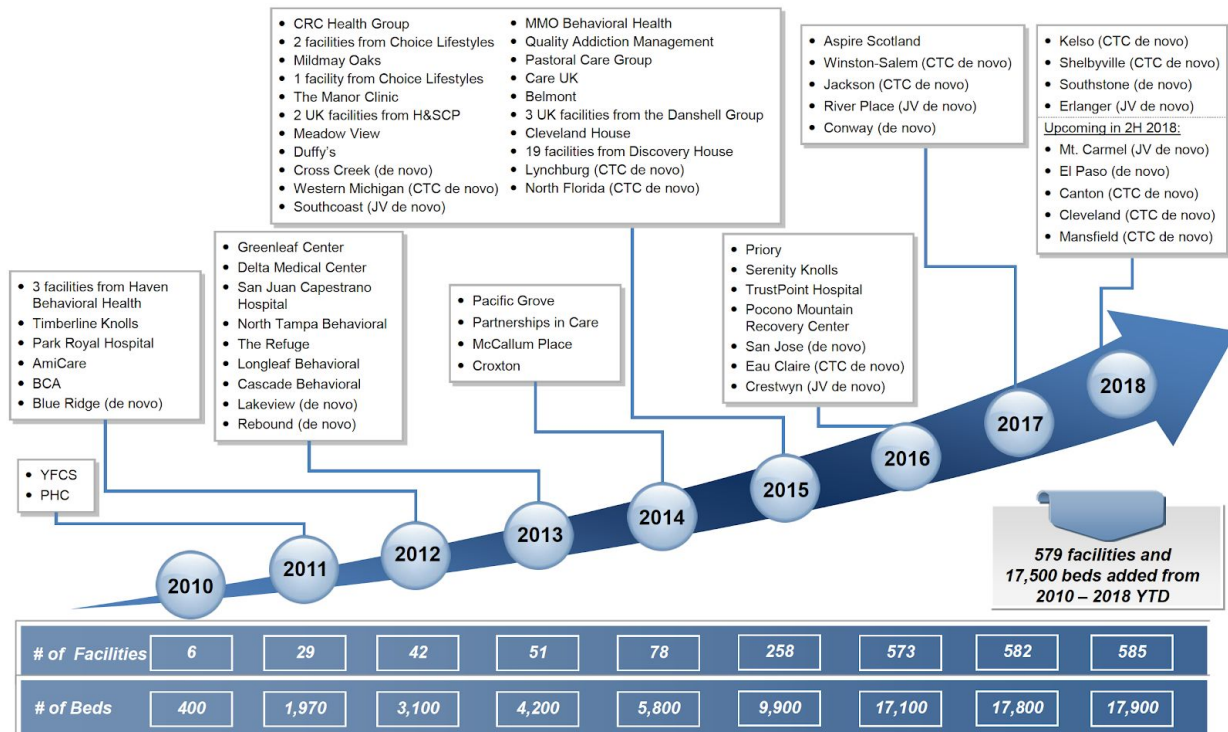 • CRC Health Group
• 2 facilities from Choice Lifestyles
• Mildmay Oaks
• 1 facility from Choice Lifestyles
• The Manor Clinic
• 2 UK facilities from H&SCP
• Meadow View
• Duffy's
• Cross Creek (de novo)
• Western Michigan (CTC de novo)
• Southcoast (JV de novo)
• MMO Behavioral Health
• Quality Addiction Management
• Pastoral Care Group
• Care UK
• Belmont
• 3 UK facilities from the Danshell Group
• Cleveland House
• 19 facilities from Discovery House
• Lynchburg (CTC de novo)
• North Florida (CTC de novo)
• Aspire Scotland
• Winston-Salem (CTC de novo)
• Jackson (CTC de novo)
• River Place (JV de novo)
• Conway (de novo)
• Kelso (CTC de novo)
• Shelbyville (CTC de novo)
• Southstone (de novo)
• Erlanger (JV de novo)
Upcoming in 2H 2018:
• Mt. Carmel (JV de novo)
• El Paso (de novo)
• Canton (CTC de novo)
• Cleveland (CTC de novo)
• Mansfield (CTC de novo)
• 3 facilities from Haven
Behavioral Health
• Timberline Knolls
• Park Royal Hospital
• AmiCare
• BCA
• Blue Ridge (de novo)
• Greenleaf Center
• Delta Medical Center
• San Juan Capestrano
Hospital
• North Tampa Behavioral
• The Refuge
• Longleaf Behavioral
• Cascade Behavioral
• Lakeview (de novo)
• Rebound (de novo)
• Pacific Grove
• Partnerships in Care
• McCallum Place
• Croxton
• Priory
• Serenity Knolls
• TrustPoint Hospital
• Pocono Mountain
Recovery Center
• San Jose (de novo)
• Eau Claire (CTC de novo)
• Crestwyn (JV de novo)
• YFCS
• PHC
2010
2011
2012
2013
2014
2015
2016
2017
2018
579 facilities and
17,500 beds added from
2010 – 2018 YTD
# of Facilities 6 29 42 51 78 258 573 582 585
# of Beds 400 1,970 3,100 4,200 5,800 9,900 17,100 17,800 17,900